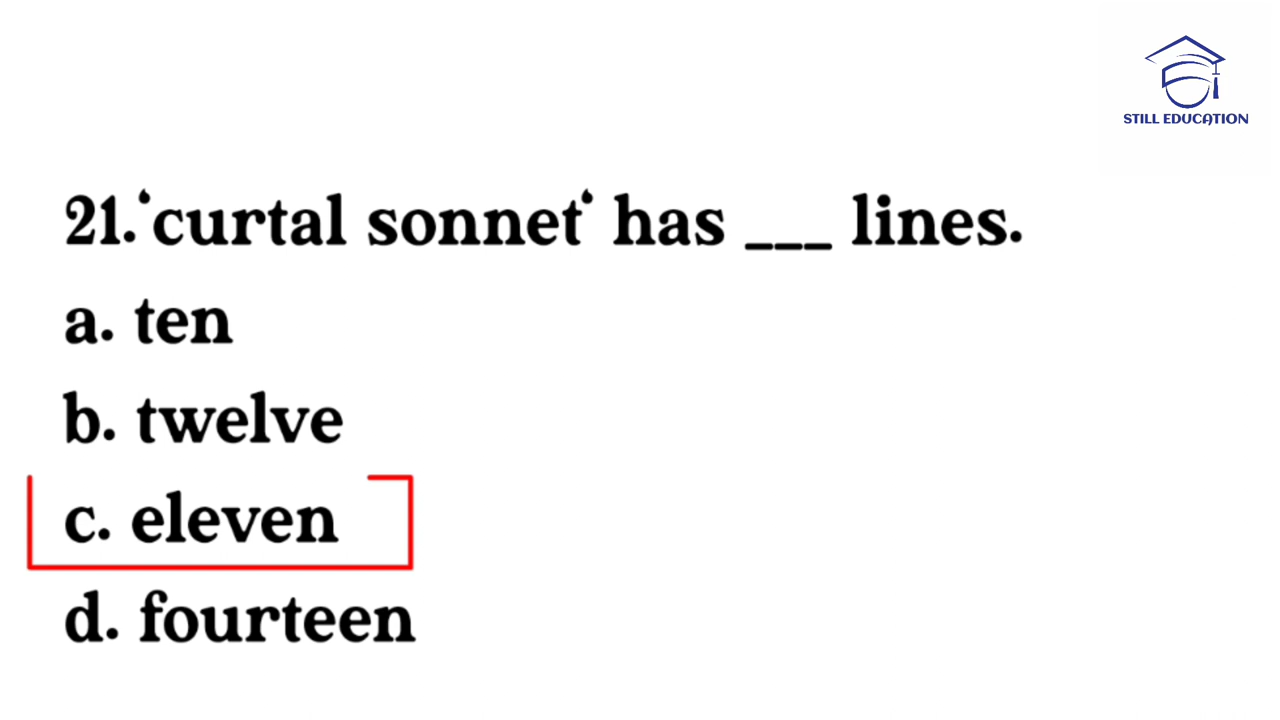 STILL EDUCATION
21.‘curtal sonnet‘ has ___ lines.
a. ten
b. twelve
c. eleven
d. fourteen